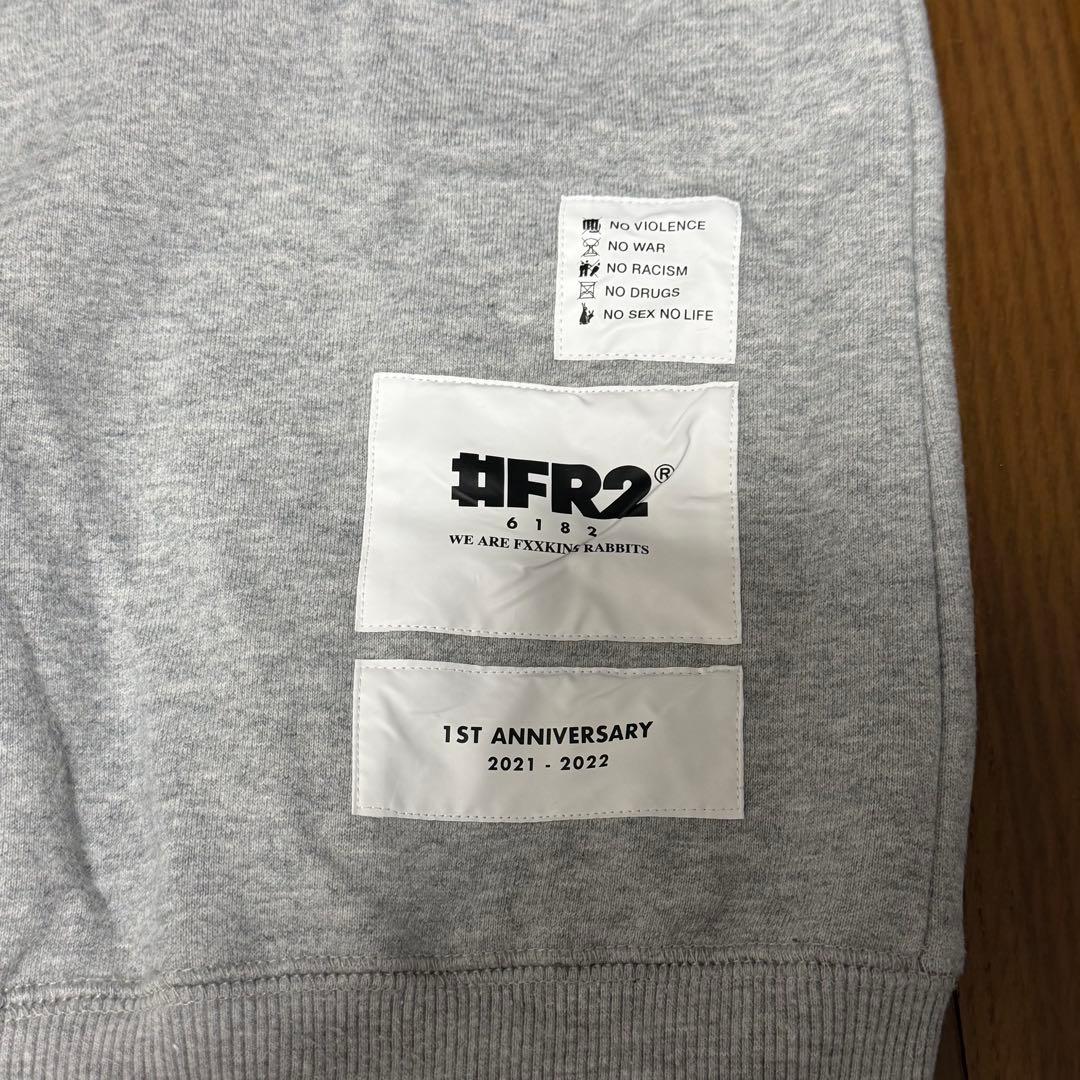 NO VIOLENCE
NO WAR
NO RACISM
NO DRUGS
NO SEX NO LIFE
#FR2®
6182
WE ARE FXXKING RABBITS
1ST ANNIVERSARY
2021 - 2022